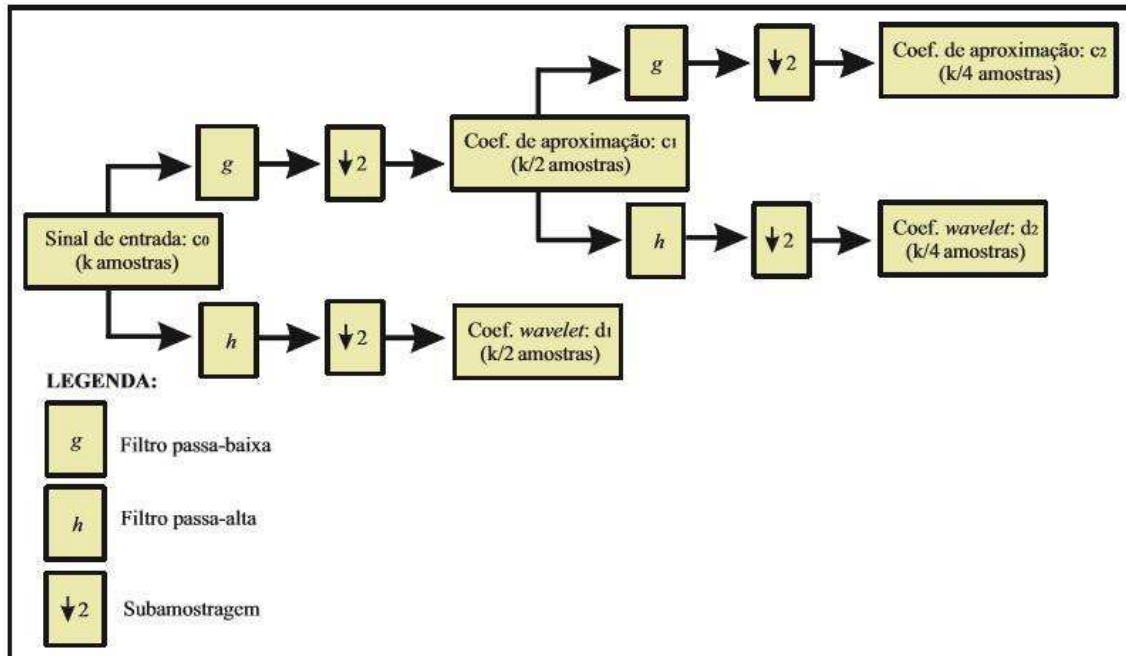 g
↓2
Coef. de aproximação: c2
(k/4 amostras)
g
↓2
Coef. de aproximação: c1
(k/2 amostras)
Sinal de entrada: c0
(k amostras)
h
↓2
Coef. wavelet: d2
(k/4 amostras)
h
↓2
Coef. wavelet: d1
(k/2 amostras)
LEGENDA:
g Filtro passa-baixa
h Filtro passa-alta
↓2 Subamostragem